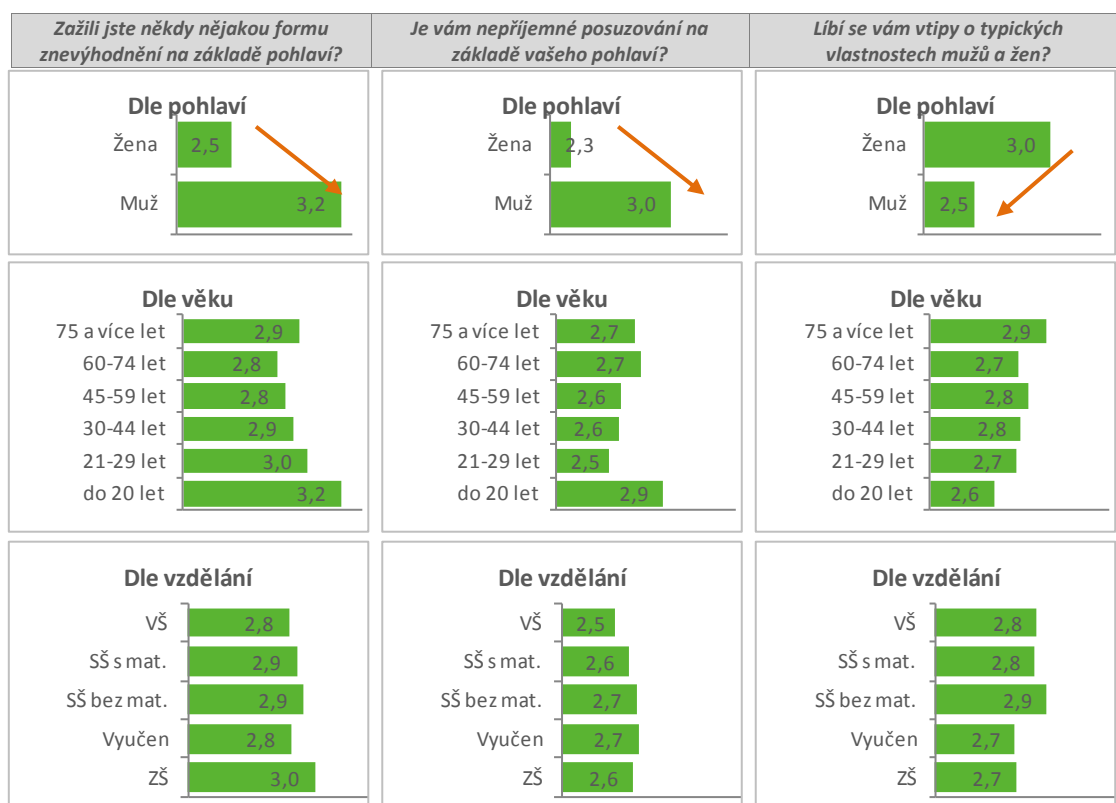 Zažili jste někdy nějakou formu
znevýhodnění na základě pohlaví?
Je vám nepříjemné posuzování na
základě vašeho pohlaví?
Líbí se vám vtipy o typických
vlastnostech mužů a žen?
Dle pohlaví
Žena 2,5
Muž 3,2
Dle pohlaví
Žena 2,3
Muž 3,0
Dle pohlaví
Žena 3,0
Muž 2,5
Dle věku
75 a více let 2,9
60-74 let 2,8
45-59 let 2,8
30-44 let 2,9
21-29 let 3,0
do 20 let 3,2
Dle věku
75 a více let 2,7
60-74 let 2,7
45-59 let 2,6
30-44 let 2,6
21-29 let 2,5
do 20 let 2,9
Dle věku
75 a více let 2,9
60-74 let 2,7
45-59 let 2,8
30-44 let 2,8
21-29 let 2,7
do 20 let 2,6
Dle vzdělání
VŠ 2,8
SŠ s mat. 2,9
SŠ bez mat. 2,9
Vyučen 2,8
ZŠ 3,0
Dle vzdělání
VŠ 2,5
SŠ s mat. 2,6
SŠ bez mat. 2,7
Vyučen 2,7
ZŠ 2,6
Dle vzdělání
VŠ 2,8
SŠ s mat. 2,8
SŠ bez mat. 2,9
Vyučen 2,7
ZŠ 2,7